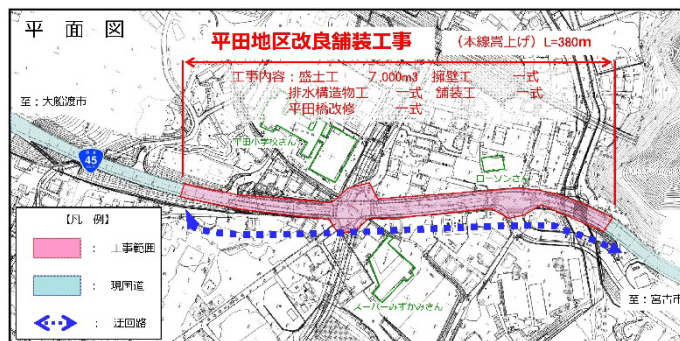 平 面 図
平田地区改良舗装工事 （本線嵩上げ）L=380m
工事内容：盛土工 7,000m3 擁壁工 一式
排水構造物工 一式 舗装工 一式
平田橋改修 一式
至：大船渡市
平田小学校さん
国道
45
ローソンさん
【凡 例】
： 工事範囲
： 現国道
： 迂回路
スーパーみずかみさん
至：宮古市